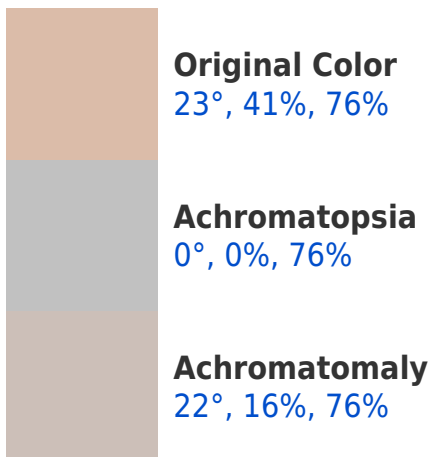 Original Color
23°, 41%, 76%
Achromatopsia
0°, 0%, 76%
Achromatomaly
22°, 16%, 76%